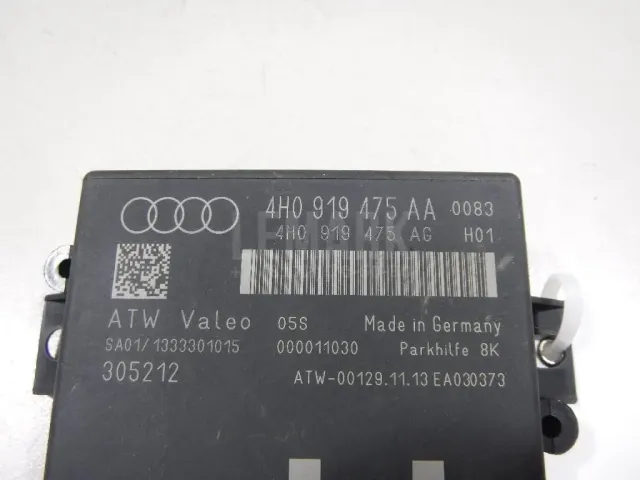 4H0 919 475 AA 0083
4H0 919 475 AG H01
ATW Valeo 05S Made in Germany
SA01/1333301015 000011030 Parkhilfe 8K
305212 ATW-00129.11.13 EA030373